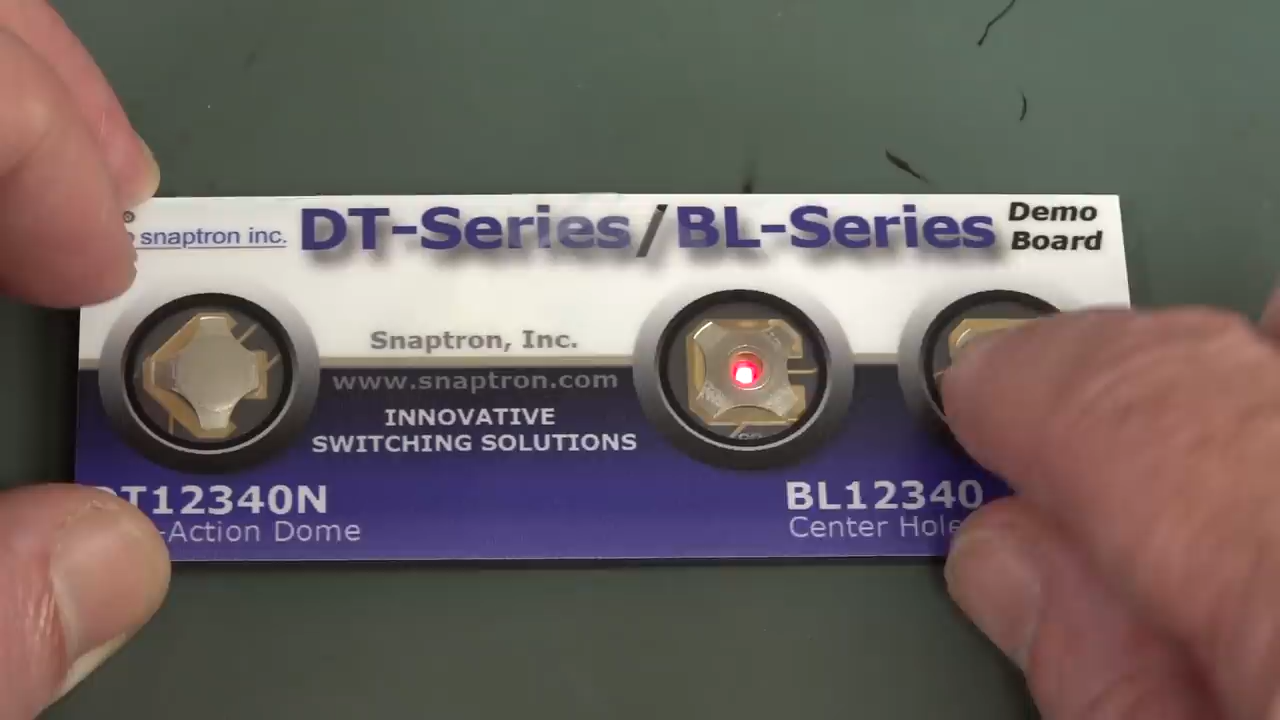 snaptron inc.
DT-Series/BL-Series
Demo
Board
Snaptron, Inc.
www.snaptron.com
INNOVATIVE
SWITCHING SOLUTIONS
DT12340N
-Action Dome
BL12340
Center Hole